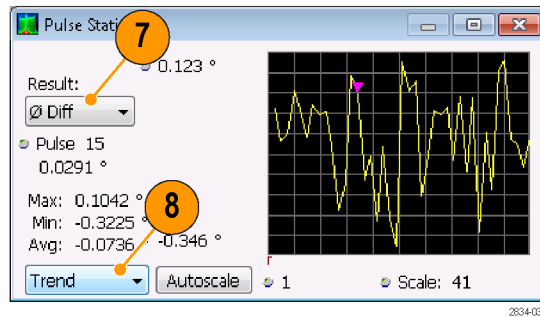 Pulse Stati
7
0.123 °
Result:
Ø Diff
Pulse 15
0.0291 °
Max: 0.1042 °
Min: -0.3225 °
8
Avg: -0.0736 ° -0.346 °
Trend
Autoscale
1
Scale: 41
2834-03